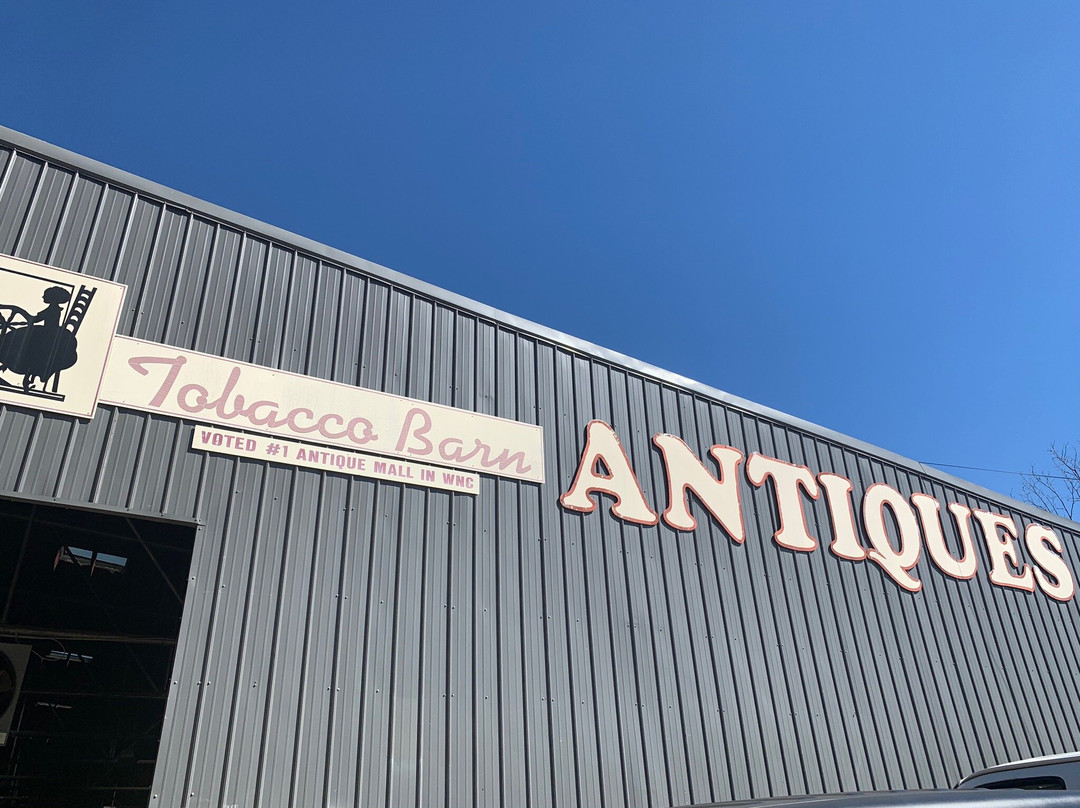 Tobacco Barn
VOTED #1 ANTIQUE MALL IN WNC
ANTIQUES